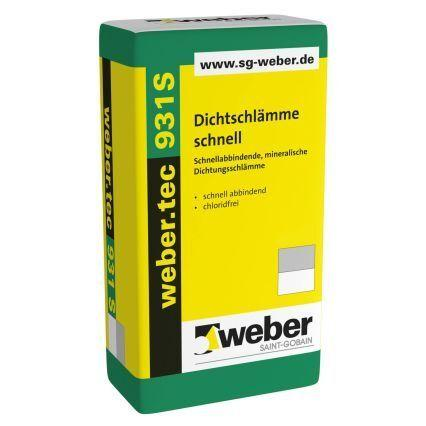 www.sg-weber.de
weber.tec 931S
Dichtschlämme
schnell
Schnellabbindende, mineralische
Dichtungsschlämme
• schnell abbindend
• chloridfrei
weber
SAINT-GOBAIN
weber.tec 931 S